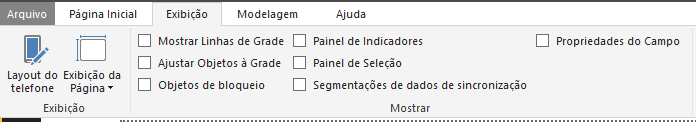 Arquivo Página Inicial Exibição Modelagem Ajuda
Layout do telefone
Exibição da Página
Exibição
Mostrar Linhas de Grade
Ajustar Objetos à Grade
Objetos de bloqueio
Painel de Indicadores
Painel de Seleção
Segmentações de dados de sincronização
Propriedades do Campo
Mostrar